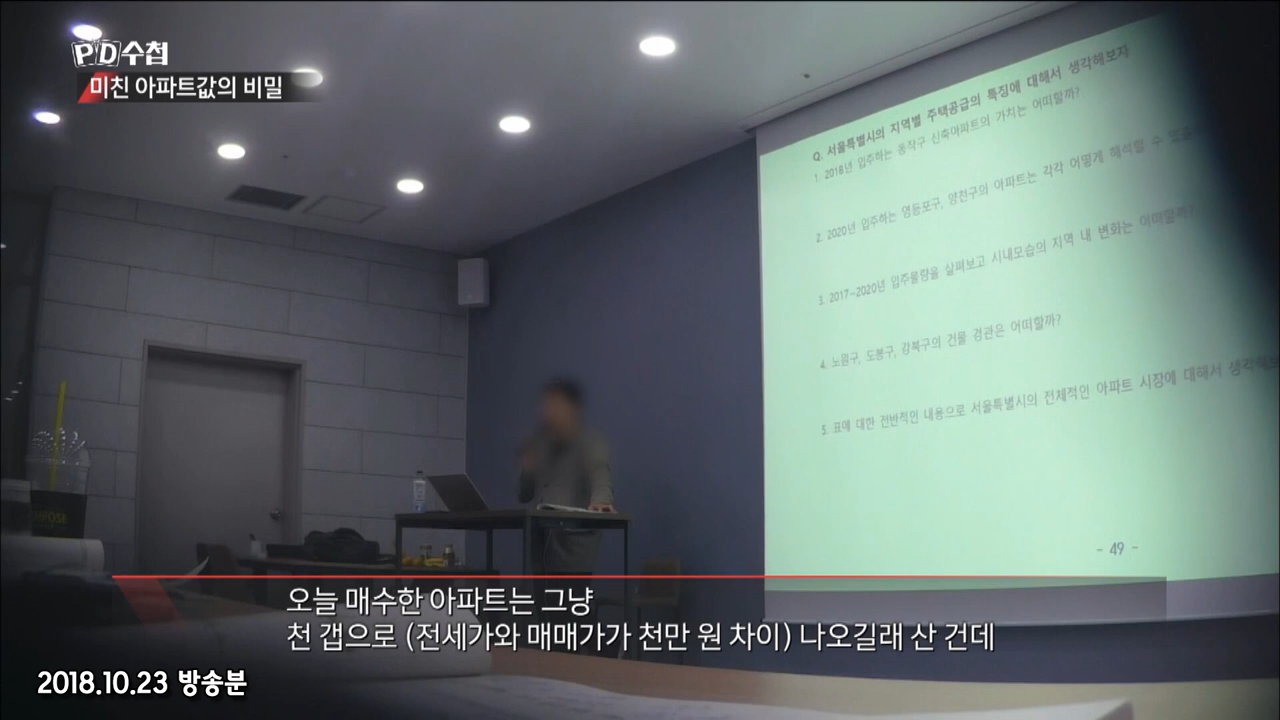 PD수첩
미친 아파트값의 비밀
Q. 서울특별시의 지역별 주택공급의 특징에 대해서 생각해보자
1. 2018년 입주하는 동작구 신축아파트의 가치는 어떠할까?
2. 2020년 입주하는 영등포구, 양천구의 아파트는 각각 어떻게 해석할 수 있을
3. 2017~2020년 입주물량을 살펴보고 시내모습의 지역 내 변화는 어떠할까?
4. 노원구, 도봉구, 강북구의 건물 경관은 어떠할까?
5. 표에 대한 전반적인 내용으로 서울특별시의 전체적인 아파트 시장에 대해서 생각해
- 49 -
오늘 매수한 아파트는 그냥
천 갭으로 (전세가와 매매가가 천만 원 차이) 나오길래 산 건데
2018.10.23 방송분